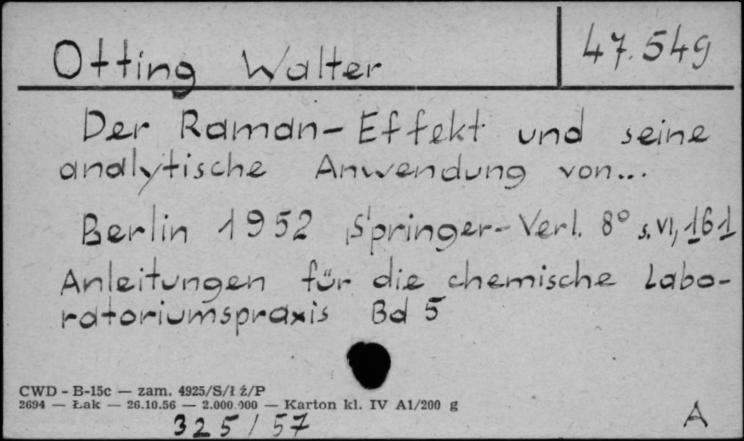 Otting Walter
47.549
Der Raman-Effekt und seine
analytische Anwendung von...
Berlin 1952 Springer-Verl. 8° s. VI, 161
Anleitungen für die chemische Labo-
ratoriumspraxis Bd 5
CWD - B-15c — zam. 4925/S/ł ź/P
2694 — Łak — 26.10.56 — 2.000.000 — Karton kl. IV A1/200 g
325/57
A